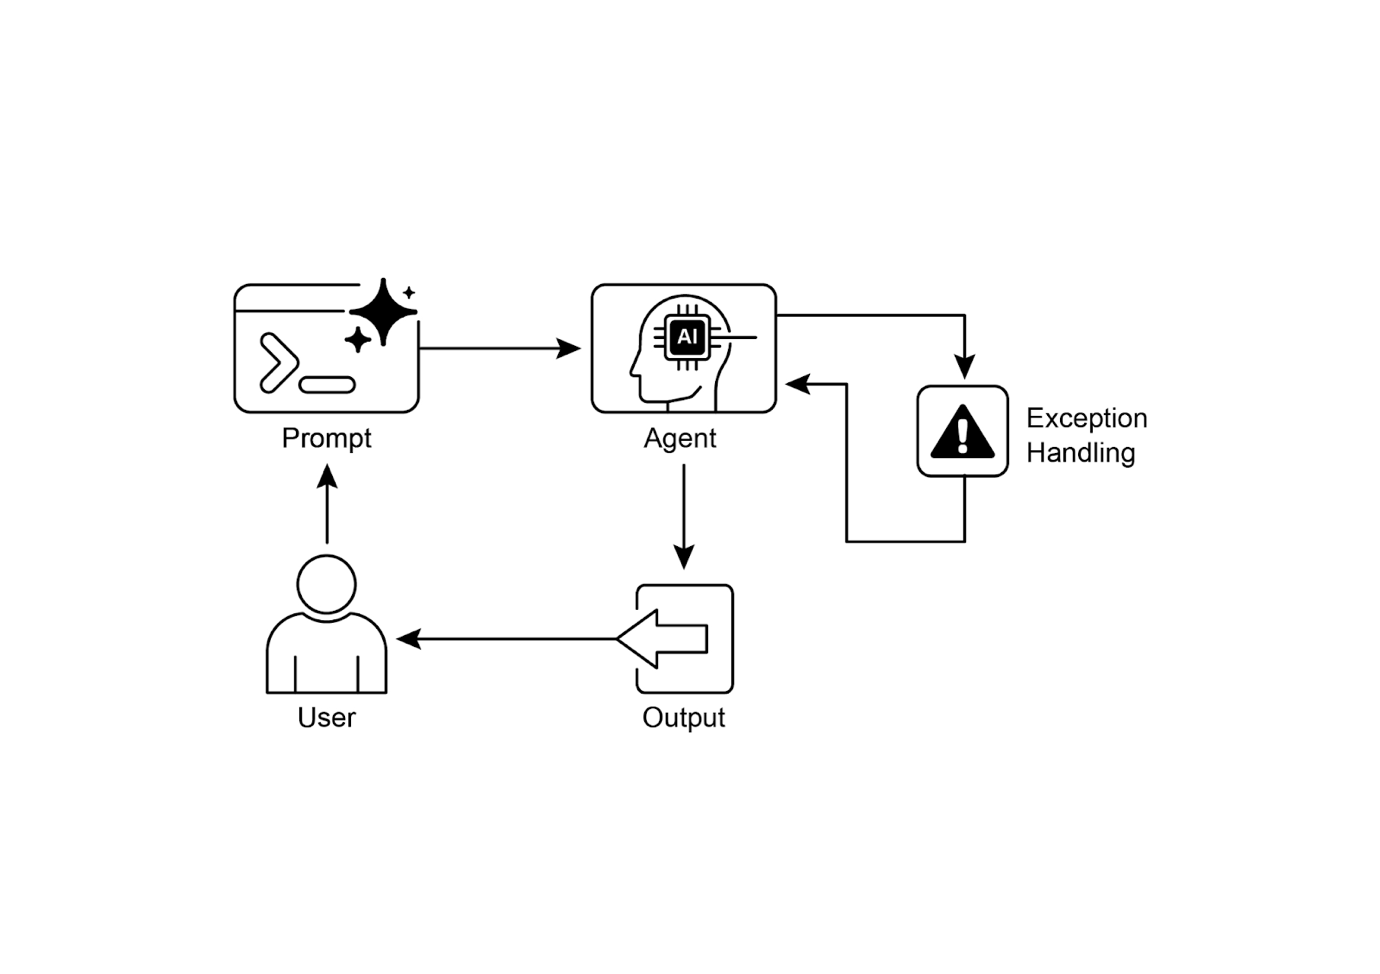 AI
Prompt
Agent
Exception
Handling
User
Output